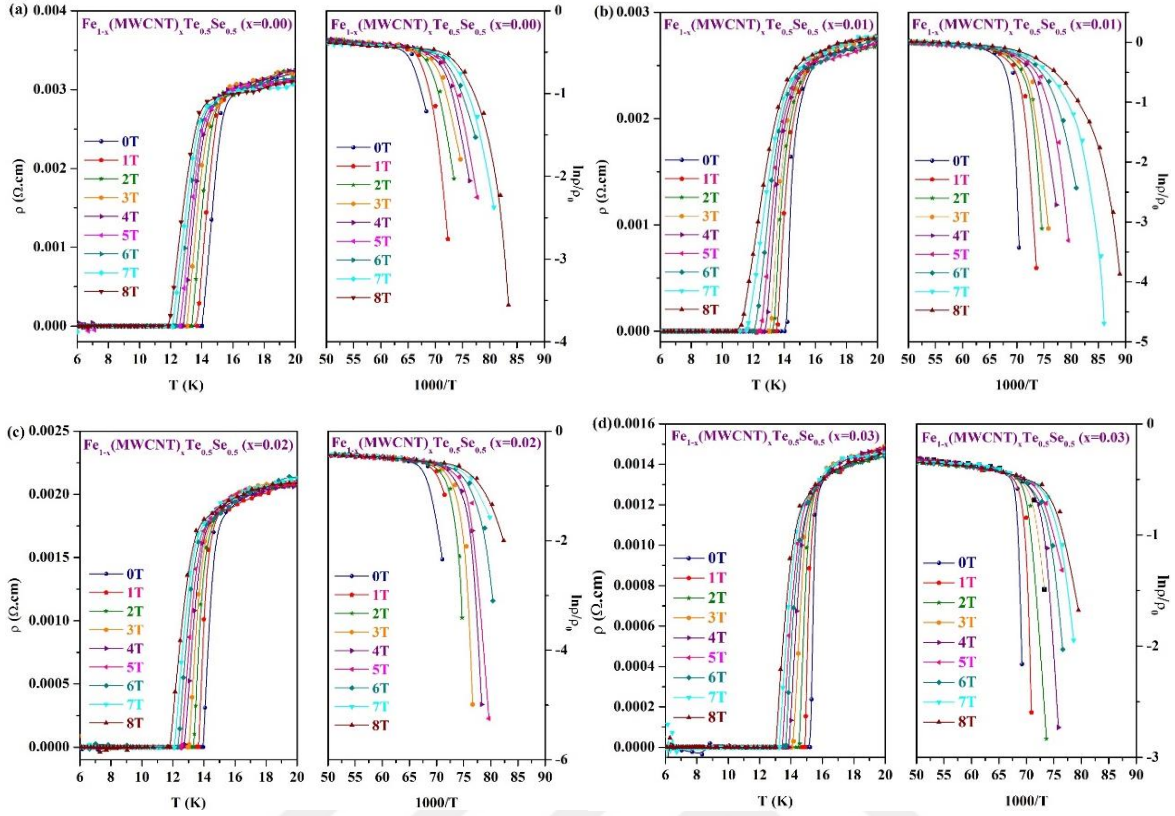 (a)
Fe1-x(MWCNT)xTe0.5Se0.5 (x=0.00)
0.004
0.003
0.002
0.001
0.000
ρ (Ω.cm)
0T
1T
2T
3T
4T
5T
6T
7T
8T
6 8 10 12 14 16 18 20
T (K)
Fe1-x(MWCNT)xTe0.5Se0.5 (x=0.00)
0T
1T
2T
3T
4T
5T
6T
7T
8T
0
-1
-2
-3
-4
lnρ/ρ0
50 55 60 65 70 75 80 85 90
1000/T
(b)
Fe1-x(MWCNT)xTe0.5Se0.5 (x=0.01)
0.003
0.002
0.001
0.000
ρ (Ω.cm)
0T
1T
2T
3T
4T
5T
6T
7T
8T
6 8 10 12 14 16 18 20
T (K)
Fe1-x(MWCNT)xTe0.5Se0.5 (x=0.01)
0T
1T
2T
3T
4T
5T
6T
7T
8T
0
-1
-2
-3
-4
-5
lnρ/ρ0
50 55 60 65 70 75 80 85 90
1000/T
(c)
Fe1-x(MWCNT)xTe0.5Se0.5 (x=0.02)
0.0025
0.0020
0.0015
0.0010
0.0005
0.0000
ρ (Ω.cm)
0T
1T
2T
3T
4T
5T
6T
7T
8T
6 8 10 12 14 16 18 20
T (K)
Fe1-x(MWCNT)xTe0.5Se0.5 (x=0.02)
0T
1T
2T
3T
4T
5T
6T
7T
8T
0
-2
-4
-5
-6
lnρ/ρ0
50 55 60 65 70 75 80 85 90
1000/T
(d)
Fe1-x(MWCNT)xTe0.5Se0.5 (x=0.03)
0.0016
0.0014
0.0012
0.0010
0.0008
0.0006
0.0004
0.0002
0.0000
ρ (Ω.cm)
0T
1T
2T
3T
4T
5T
6T
7T
8T
6 8 10 12 14 16 18 20
T (K)
Fe1-x(MWCNT)xTe0.5Se0.5 (x=0.03)
0T
1T
2T
3T
4T
5T
6T
7T
8T
0
-1
-2
-3
lnρ/ρ0
50 55 60 65 70 75 80 85 90
1000/T